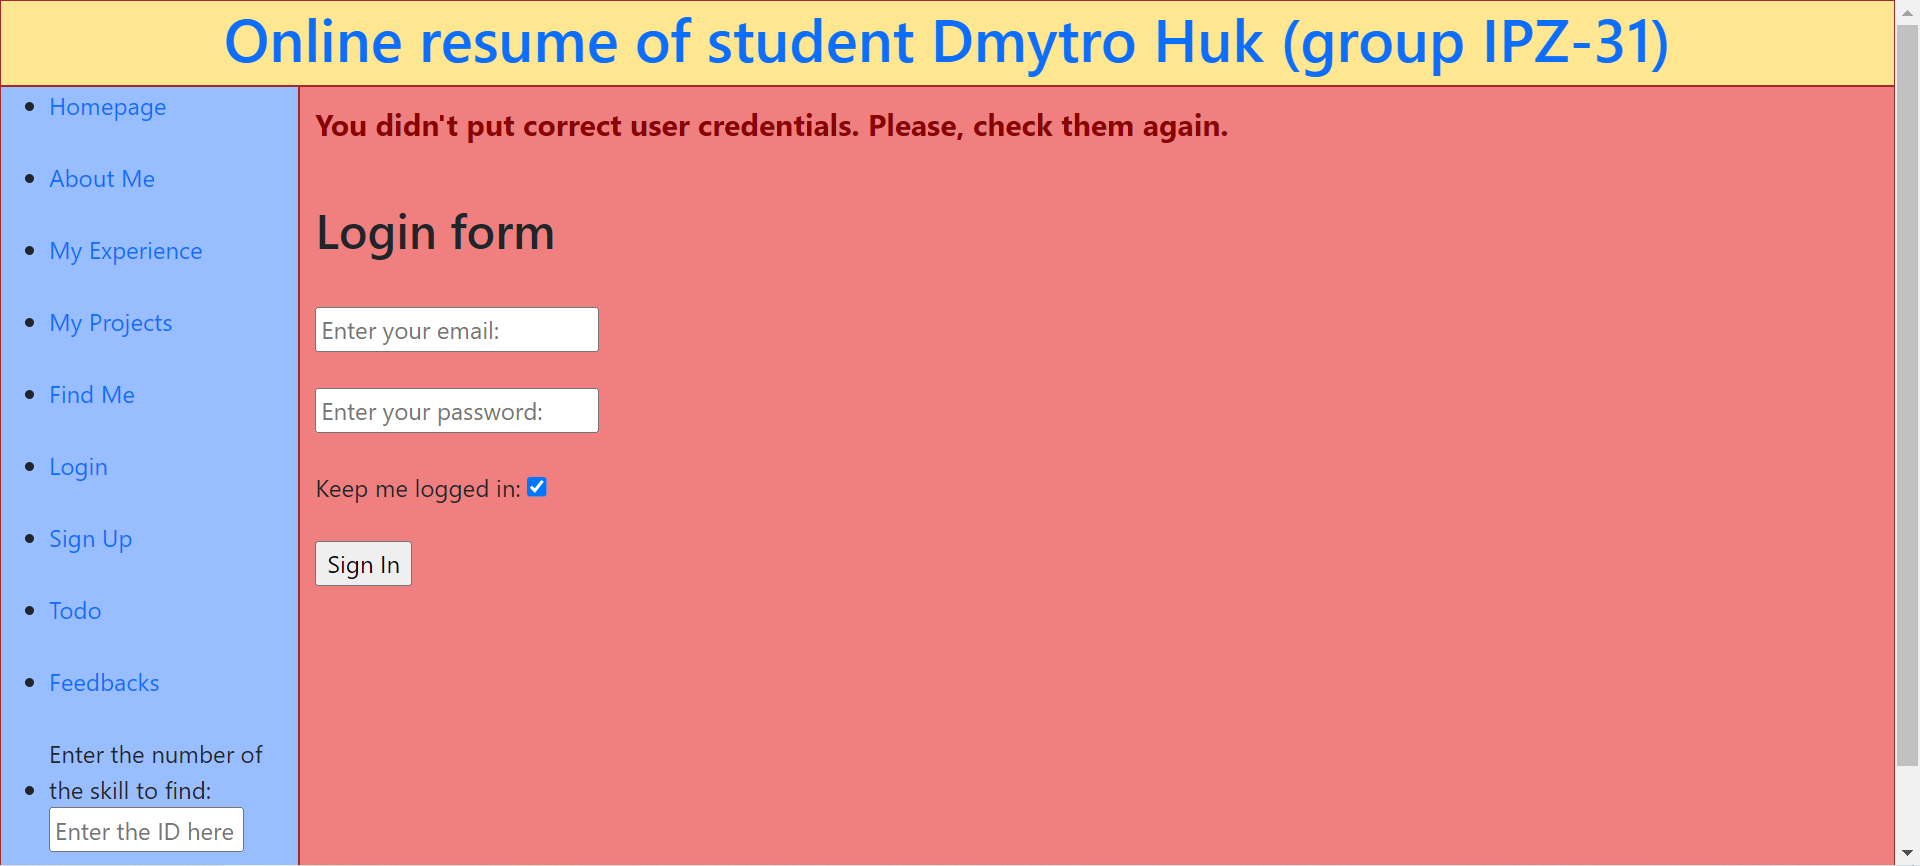 Online resume of student Dmytro Huk (group IPZ-31)
Homepage
About Me
My Experience
My Projects
Find Me
Login
Sign Up
Todo
Feedbacks
Enter the number of
the skill to find:
Enter the ID here
You didn't put correct user credentials. Please, check them again.
Login form
Enter your email:
Enter your password:
Keep me logged in:
Sign In